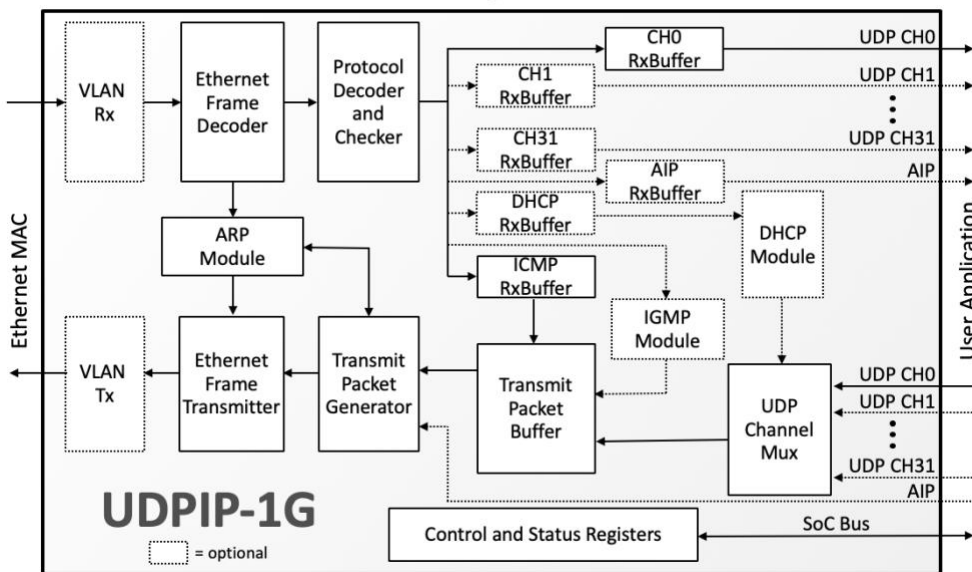 Ethernet MAC
VLAN
Rx
Ethernet
Frame
Decoder
Protocol
Decoder
and
Checker
CH0
RxBuffer
CH1
RxBuffer
CH31
RxBuffer
AIP
RxBuffer
DHCP
RxBuffer
ICMP
RxBuffer
UDP CH0
UDP CH1
UDP CH31
AIP
ARP
Module
DHCP
Module
IGMP
Module
User Application
VLAN
Tx
Ethernet
Frame
Transmitter
Transmit
Packet
Generator
Transmit
Packet
Buffer
UDP
Channel
Mux
UDP CH0
UDP CH1
UDP CH31
AIP
UDPIP-1G
= optional
Control and Status Registers
SoC Bus